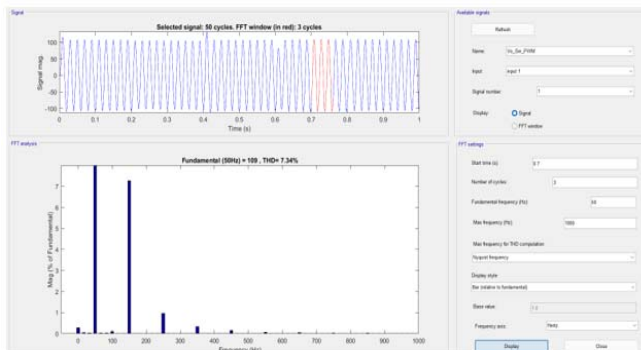 Signal
Selected signal: 50 cycles. FFT window (in red): 3 cycles
Signal mag.
100
50
0
-50
-100
0 0.1 0.2 0.3 0.4 0.5 0.6 0.7 0.8 0.9 1
Time (s)
FFT analysis
Fundamental (50Hz) = 109 , THD= 7.34%
Mag (% of Fundamental)
7
6
5
4
3
2
1
0
0 100 200 300 400 500 600 700 800 900 1000
Frequency (Hz)
Available signals
Refresh
Name:
Input:
input 1
Signal number:
1
Display:
Signal
FFT window
FFT settings
Start time (s):
0.7
Number of cycles:
3
Fundamental frequency (Hz):
50
Max frequency (Hz):
1000
Max frequency for THD computation:
Nyquist frequency
Display style:
Bar (relative to fundamental)
Base value:
1.0
Frequency axis:
Hertz
Display
Close